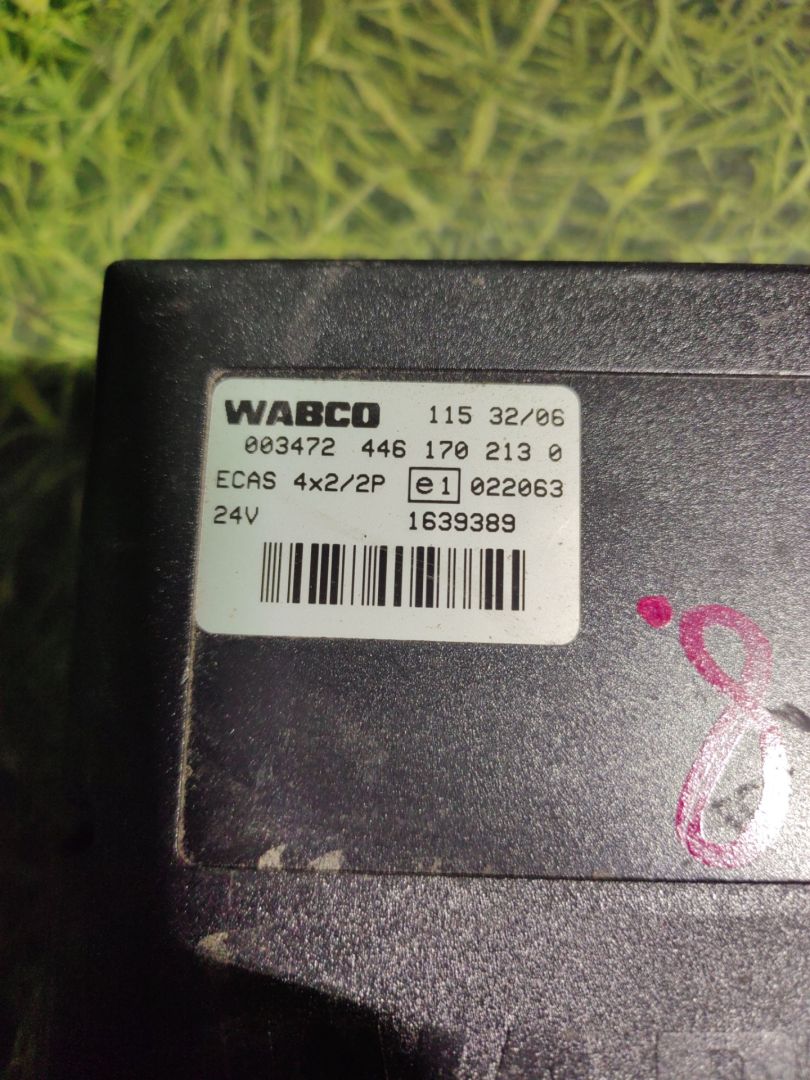 WABCO 115 32/06
003472 446 170 213 0
ECAS 4x2/2P e1 022063
24V 1639389
8